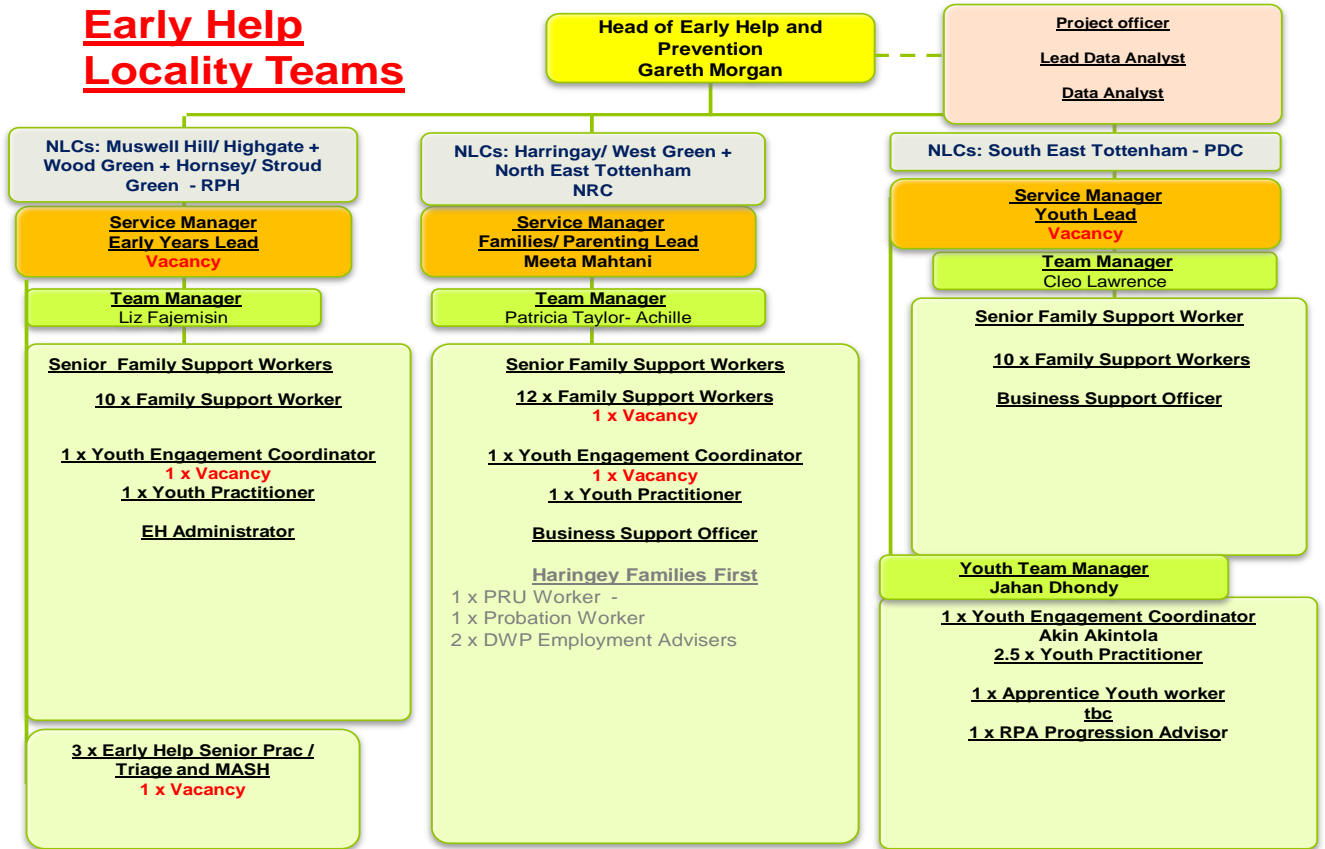 Early Help
Locality Teams
Head of Early Help and
Prevention
Gareth Morgan
Project officer
Lead Data Analyst
Data Analyst
NLCs: Muswell Hill/ Highgate +
Wood Green + Hornsey/ Stroud
Green - RPH
Service Manager
Early Years Lead
Vacancy
Team Manager
Liz Fajemisin
Senior Family Support Workers
10 x Family Support Worker
1 x Youth Engagement Coordinator
1 x Vacancy
1 x Youth Practitioner
EH Administrator
3 x Early Help Senior Prac /
Triage and MASH
1 x Vacancy
NLCs: Harringay/ West Green +
North East Tottenham
NRC
Service Manager
Families/ Parenting Lead
Meeta Mahtani
Team Manager
Patricia Taylor- Achille
Senior Family Support Workers
12 x Family Support Workers
1 x Vacancy
1 x Youth Engagement Coordinator
1 x Vacancy
1 x Youth Practitioner
Business Support Officer
Haringey Families First
1 x PRU Worker -
1 x Probation Worker
2 x DWP Employment Advisers
NLCs: South East Tottenham - PDC
Service Manager
Youth Lead
Vacancy
Team Manager
Cleo Lawrence
Senior Family Support Worker
10 x Family Support Workers
Business Support Officer
Youth Team Manager
Jahan Dhondy
1 x Youth Engagement Coordinator
Akin Akintola
2.5 x Youth Practitioner
1 x Apprentice Youth worker
tbc
1 x RPA Progression Advisor